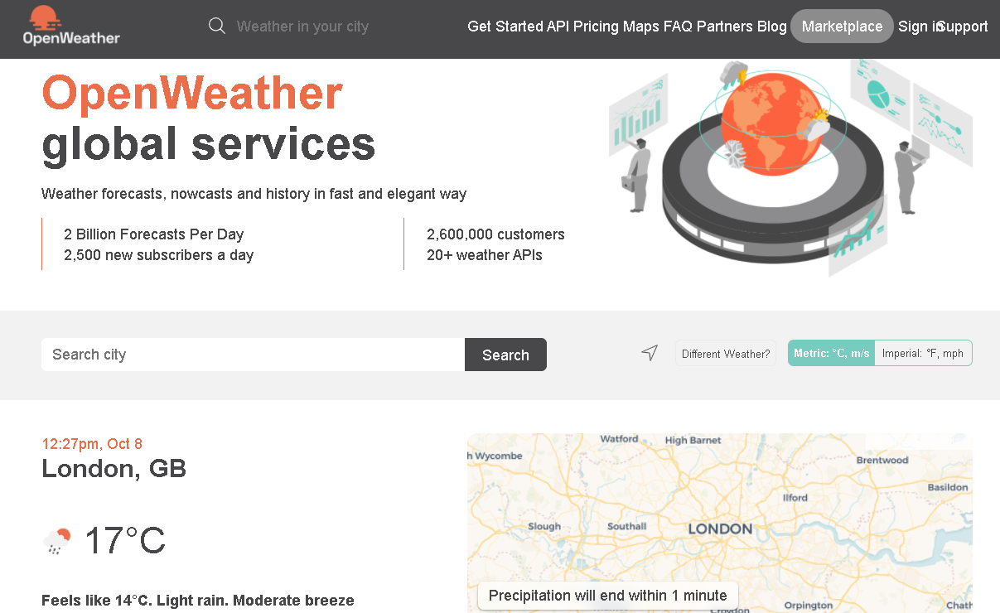 OpenWeather
Weather in your city
Get Started API Pricing Maps FAQ Partners Blog Marketplace Sign in Support
OpenWeather
global services
Weather forecasts, nowcasts and history in fast and elegant way
2 Billion Forecasts Per Day
2,500 new subscribers a day
2,600,000 customers
20+ weather APIs
Search city
Search
Different Weather?
Metric: °C, m/s
Imperial: °F, mph
12:27pm, Oct 8
London, GB
17°C
Feels like 14°C. Light rain. Moderate breeze
Watford
High Barnet
h Wycombe
Brentwood
Basildon
Ilford
Slough
Southall
LONDON
Precipitation will end within 1 minute
Orpington
Croydon
Chath